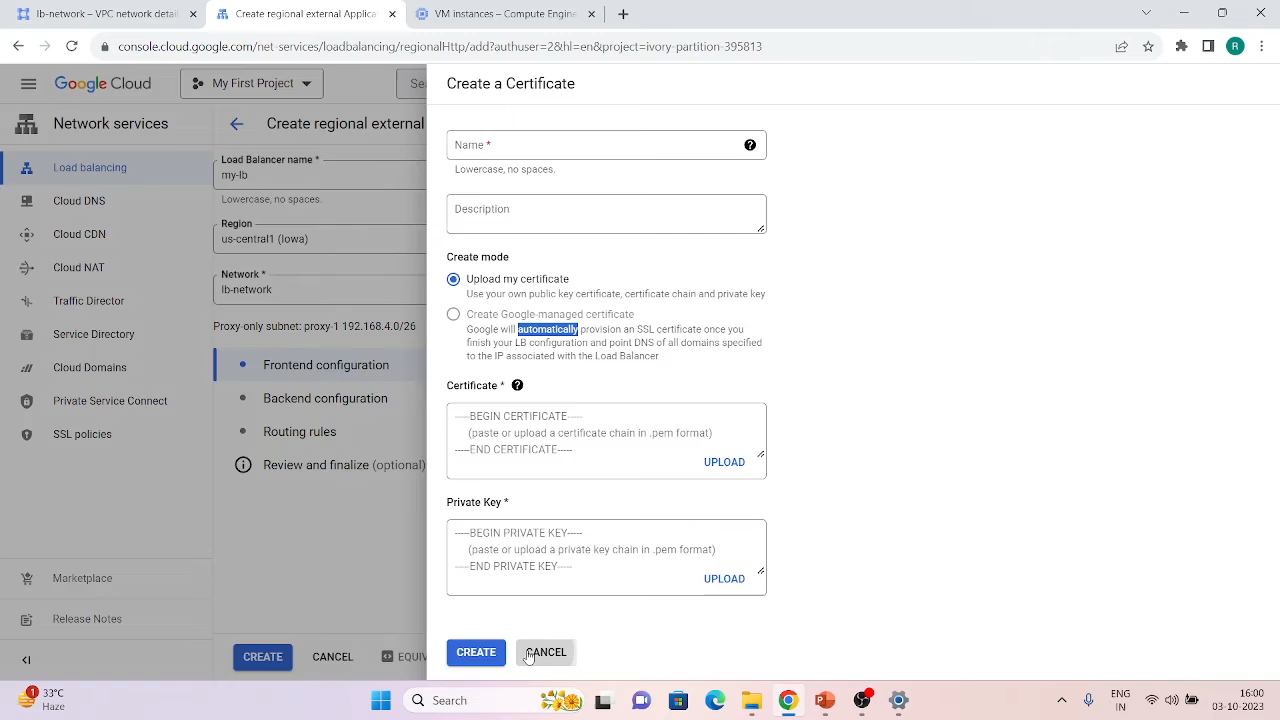 lb-network – VPC network detail
Create regional external Applica
VM instances – Compute Engine
console.cloud.google.com/net-services/loadbalancing/regionalHttp/add?authuser=2&hl=en&project=ivory-partition-395813
R
Google Cloud
My First Project
Sea
Network services
Create regional external
Load balancing
Cloud DNS
Cloud CDN
Cloud NAT
Traffic Director
Service Directory
Cloud Domains
Private Service Connect
SSL policies
Marketplace
Release Notes
Load Balancer name *
my-lb
Lowercase, no spaces.
Region
us-central1 (Iowa)
Network *
lb-network
Proxy-only subnet: proxy-1 192.168.4.0/26
Frontend configuration
Backend configuration
Routing rules
Review and finalize (optional)
CREATE
CANCEL
EQUIV
Create a Certificate
Name *
Lowercase, no spaces.
Description
Create mode
Upload my certificate
Use your own public key certificate, certificate chain and private key
Create Google-managed certificate
Google will automatically provision an SSL certificate once you
finish your LB configuration and point DNS of all domains specified
to the IP associated with the Load Balancer
Certificate *
-----BEGIN CERTIFICATE-----
(paste or upload a certificate chain in .pem format)
-----END CERTIFICATE-----
UPLOAD
Private Key *
-----BEGIN PRIVATE KEY-----
(paste or upload a private key chain in .pem format)
-----END PRIVATE KEY-----
UPLOAD
CREATE
CANCEL
1
33°C
Haze
Search
ENG
IN
16:00
03-10-2023